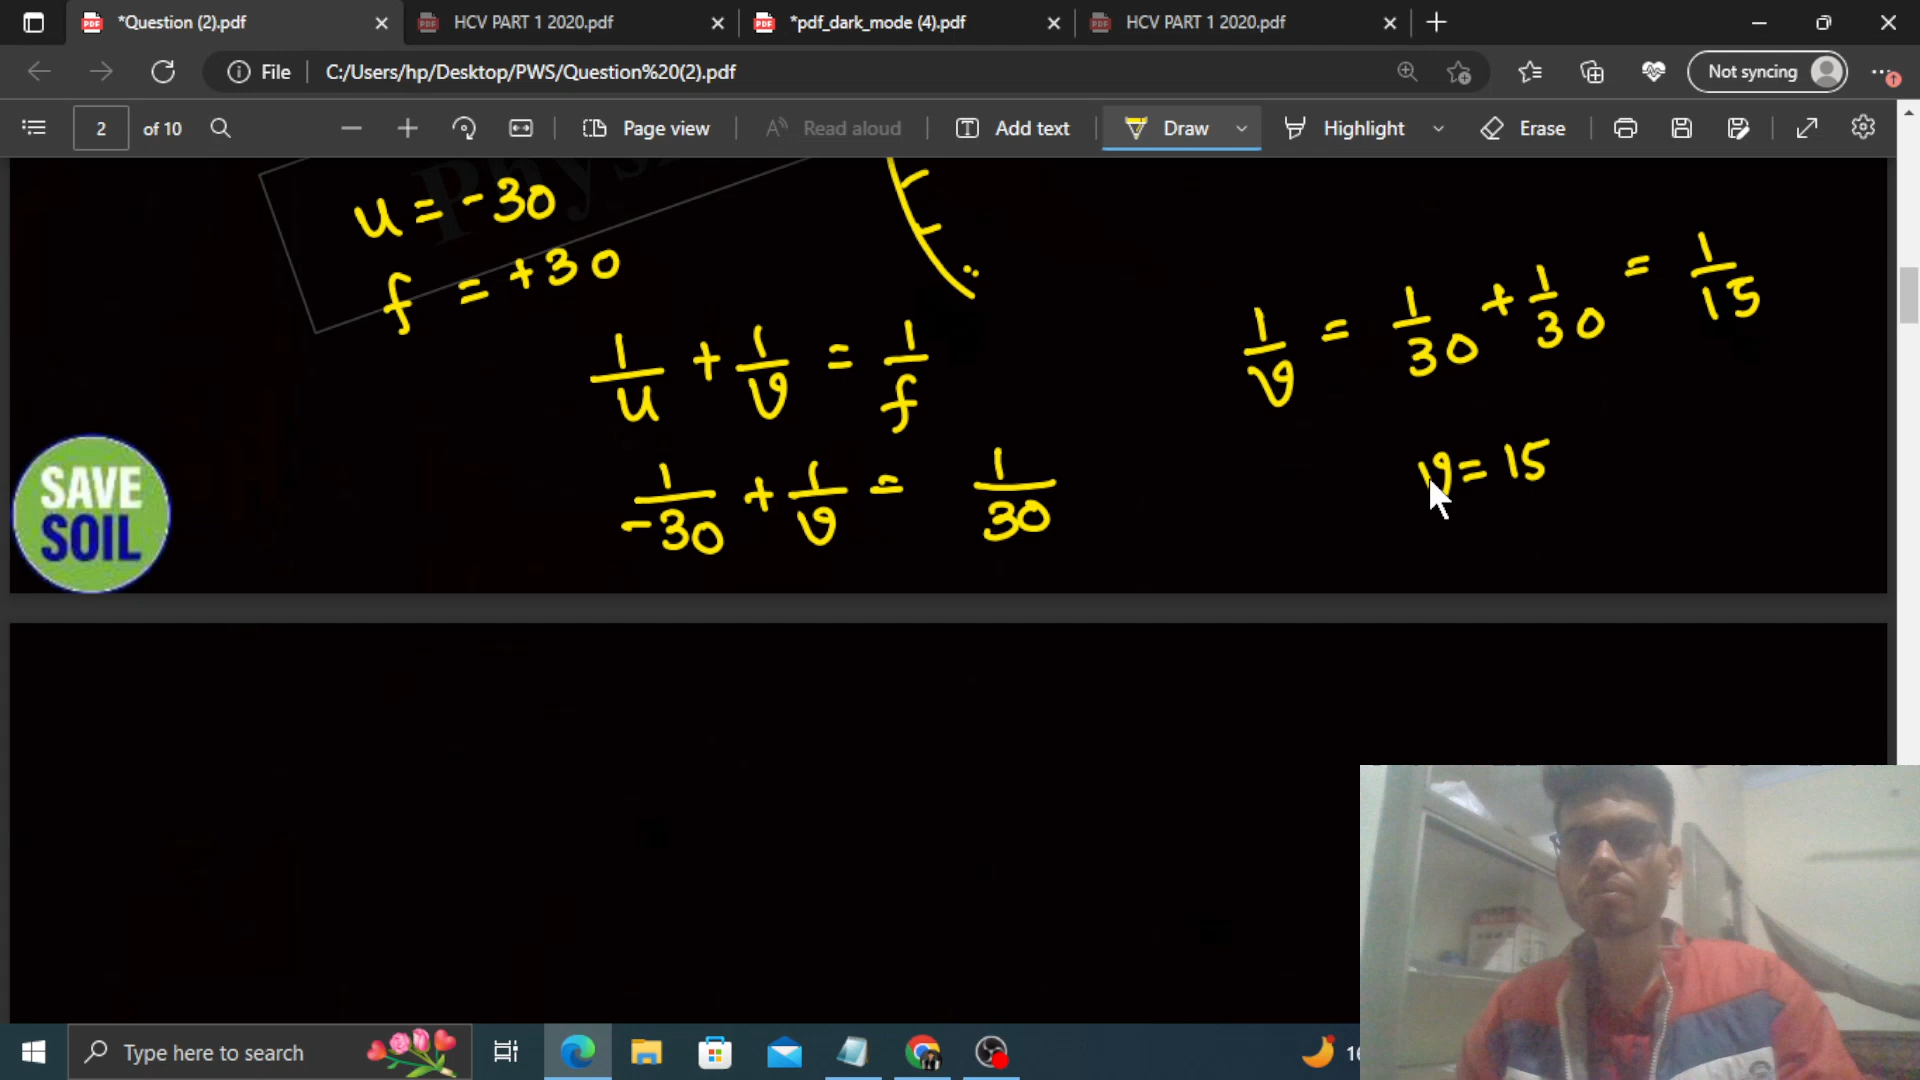 *Question (2).pdf
HCV PART 1 2020.pdf
*pdf_dark_mode (4).pdf
HCV PART 1 2020.pdf
File
C:/Users/hp/Desktop/PWS/Question%20(2).pdf
Not syncing
2 of 10
Page view
Read aloud
Add text
Draw
Highlight
Erase
u = -30
f = +30
1/u + 1/v = 1/f
1/-30 + 1/v = 1/30
1/v = 1/30 + 1/30 = 1/15
v = 15
SAVE
SOIL
Type here to search